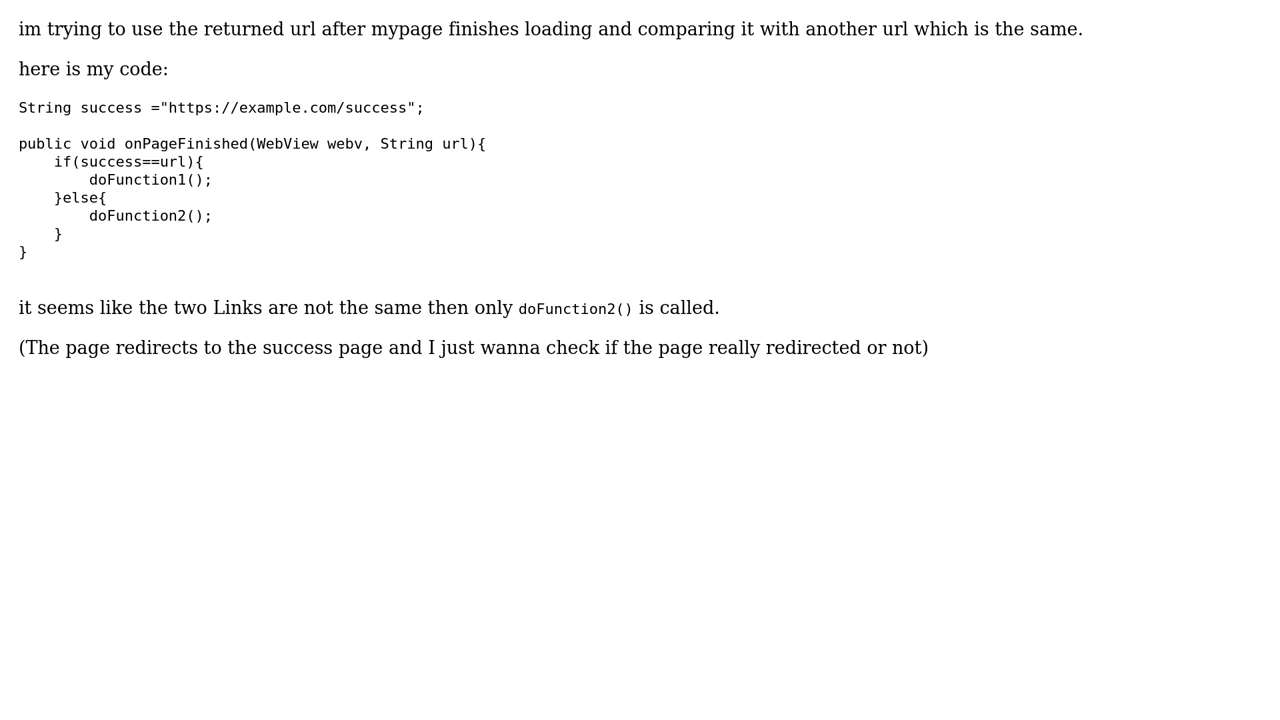 im trying to use the returned url after mypage finishes loading and comparing it with another url which is the same.
here is my code:
String success ="https://example.com/success";
public void onPageFinished(WebView webv, String url){
    if(success==url){
        doFunction1();
    }else{
        doFunction2();
    }
}
it seems like the two Links are not the same then only doFunction2() is called.
(The page redirects to the success page and I just wanna check if the page really redirected or not)